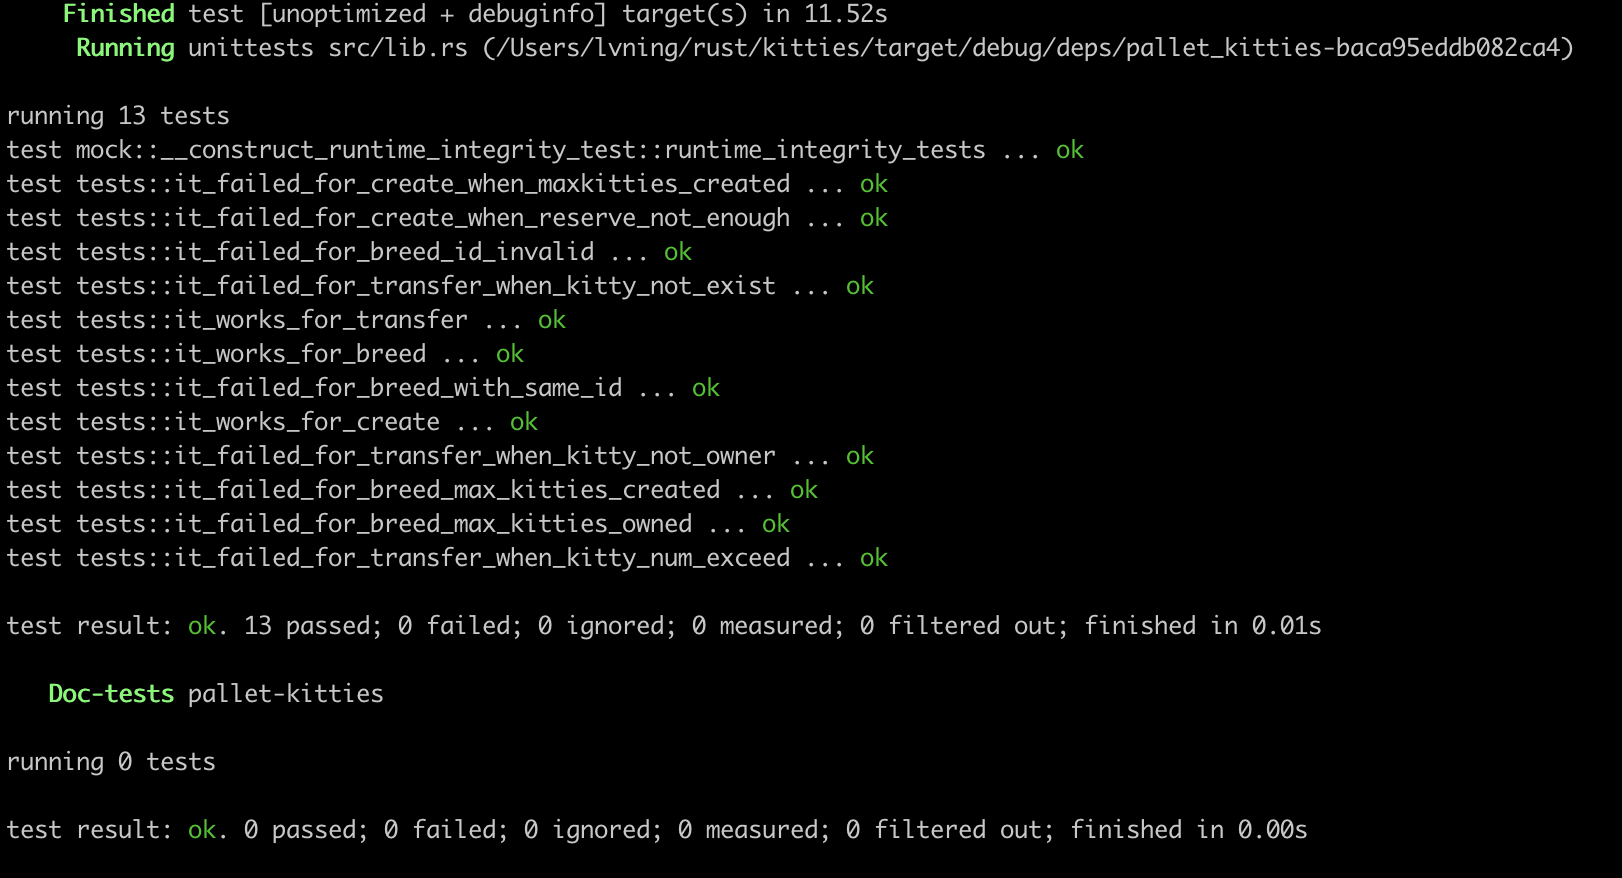 Finished test [unoptimized + debuginfo] target(s) in 11.52s
Running unittests src/lib.rs (/Users/lvning/rust/kitties/target/debug/deps/pallet_kitties-baca95eddb082ca4)
running 13 tests
test mock::__construct_runtime_integrity_test::runtime_integrity_tests ... ok
test tests::it_failed_for_create_when_maxkitties_created ... ok
test tests::it_failed_for_create_when_reserve_not_enough ... ok
test tests::it_failed_for_breed_id_invalid ... ok
test tests::it_failed_for_transfer_when_kitty_not_exist ... ok
test tests::it_works_for_transfer ... ok
test tests::it_works_for_breed ... ok
test tests::it_failed_for_breed_with_same_id ... ok
test tests::it_works_for_create ... ok
test tests::it_failed_for_transfer_when_kitty_not_owner ... ok
test tests::it_failed_for_breed_max_kitties_created ... ok
test tests::it_failed_for_breed_max_kitties_owned ... ok
test tests::it_failed_for_transfer_when_kitty_num_exceed ... ok
test result: ok. 13 passed; 0 failed; 0 ignored; 0 measured; 0 filtered out; finished in 0.01s
Doc-tests pallet-kitties
running 0 tests
test result: ok. 0 passed; 0 failed; 0 ignored; 0 measured; 0 filtered out; finished in 0.00s